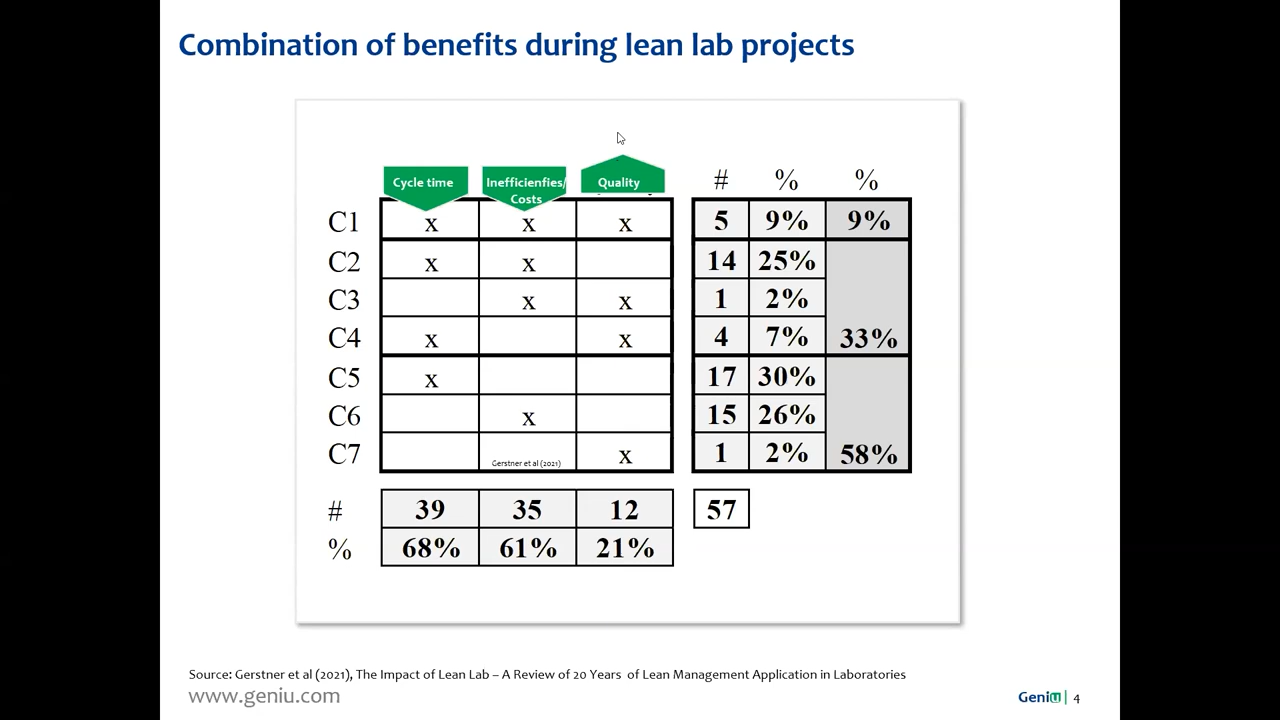 Combination of benefits during lean lab projects
Cycle time Inefficienfies/ Quality # % %
Costs
C1 x x x 5 9% 9%
C2 x x 14 25%
C3 x x 1 2%
C4 x x 4 7% 33%
C5 x 17 30%
C6 x 15 26%
C7 x 1 2% 58%
Gerstner et al (2021)
# 39 35 12 57
% 68% 61% 21%
Source: Gerstner et al (2021), The Impact of Lean Lab – A Review of 20 Years of Lean Management Application in Laboratories
www.geniu.com Geniu | 4